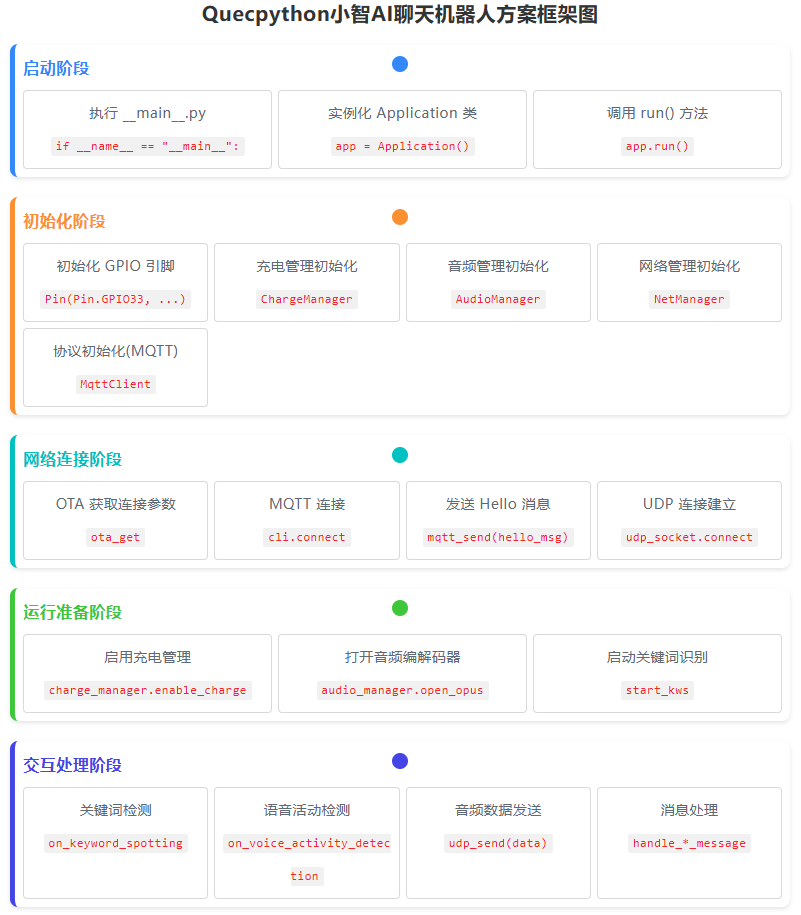 Quecpython小智AI聊天机器人方案框架图
启动阶段
执行 __main__.py
if __name__ == "__main__":
实例化 Application 类
app = Application()
调用 run() 方法
app.run()
初始化阶段
初始化 GPIO 引脚
Pin(Pin.GPIO33, ...)
充电管理初始化
ChargeManager
音频管理初始化
AudioManager
网络管理初始化
NetManager
协议初始化(MQTT)
MqttClient
网络连接阶段
OTA 获取连接参数
ota_get
MQTT 连接
cli.connect
发送 Hello 消息
mqtt_send(hello_msg)
UDP 连接建立
udp_socket.connect
运行准备阶段
启用充电管理
charge_manager.enable_charge
打开音频编解码器
audio_manager.open_opus
启动关键词识别
start_kws
交互处理阶段
关键词检测
on_keyword_spotting
语音活动检测
on_voice_activity_detec
tion
音频数据发送
udp_send(data)
消息处理
handle_*_message